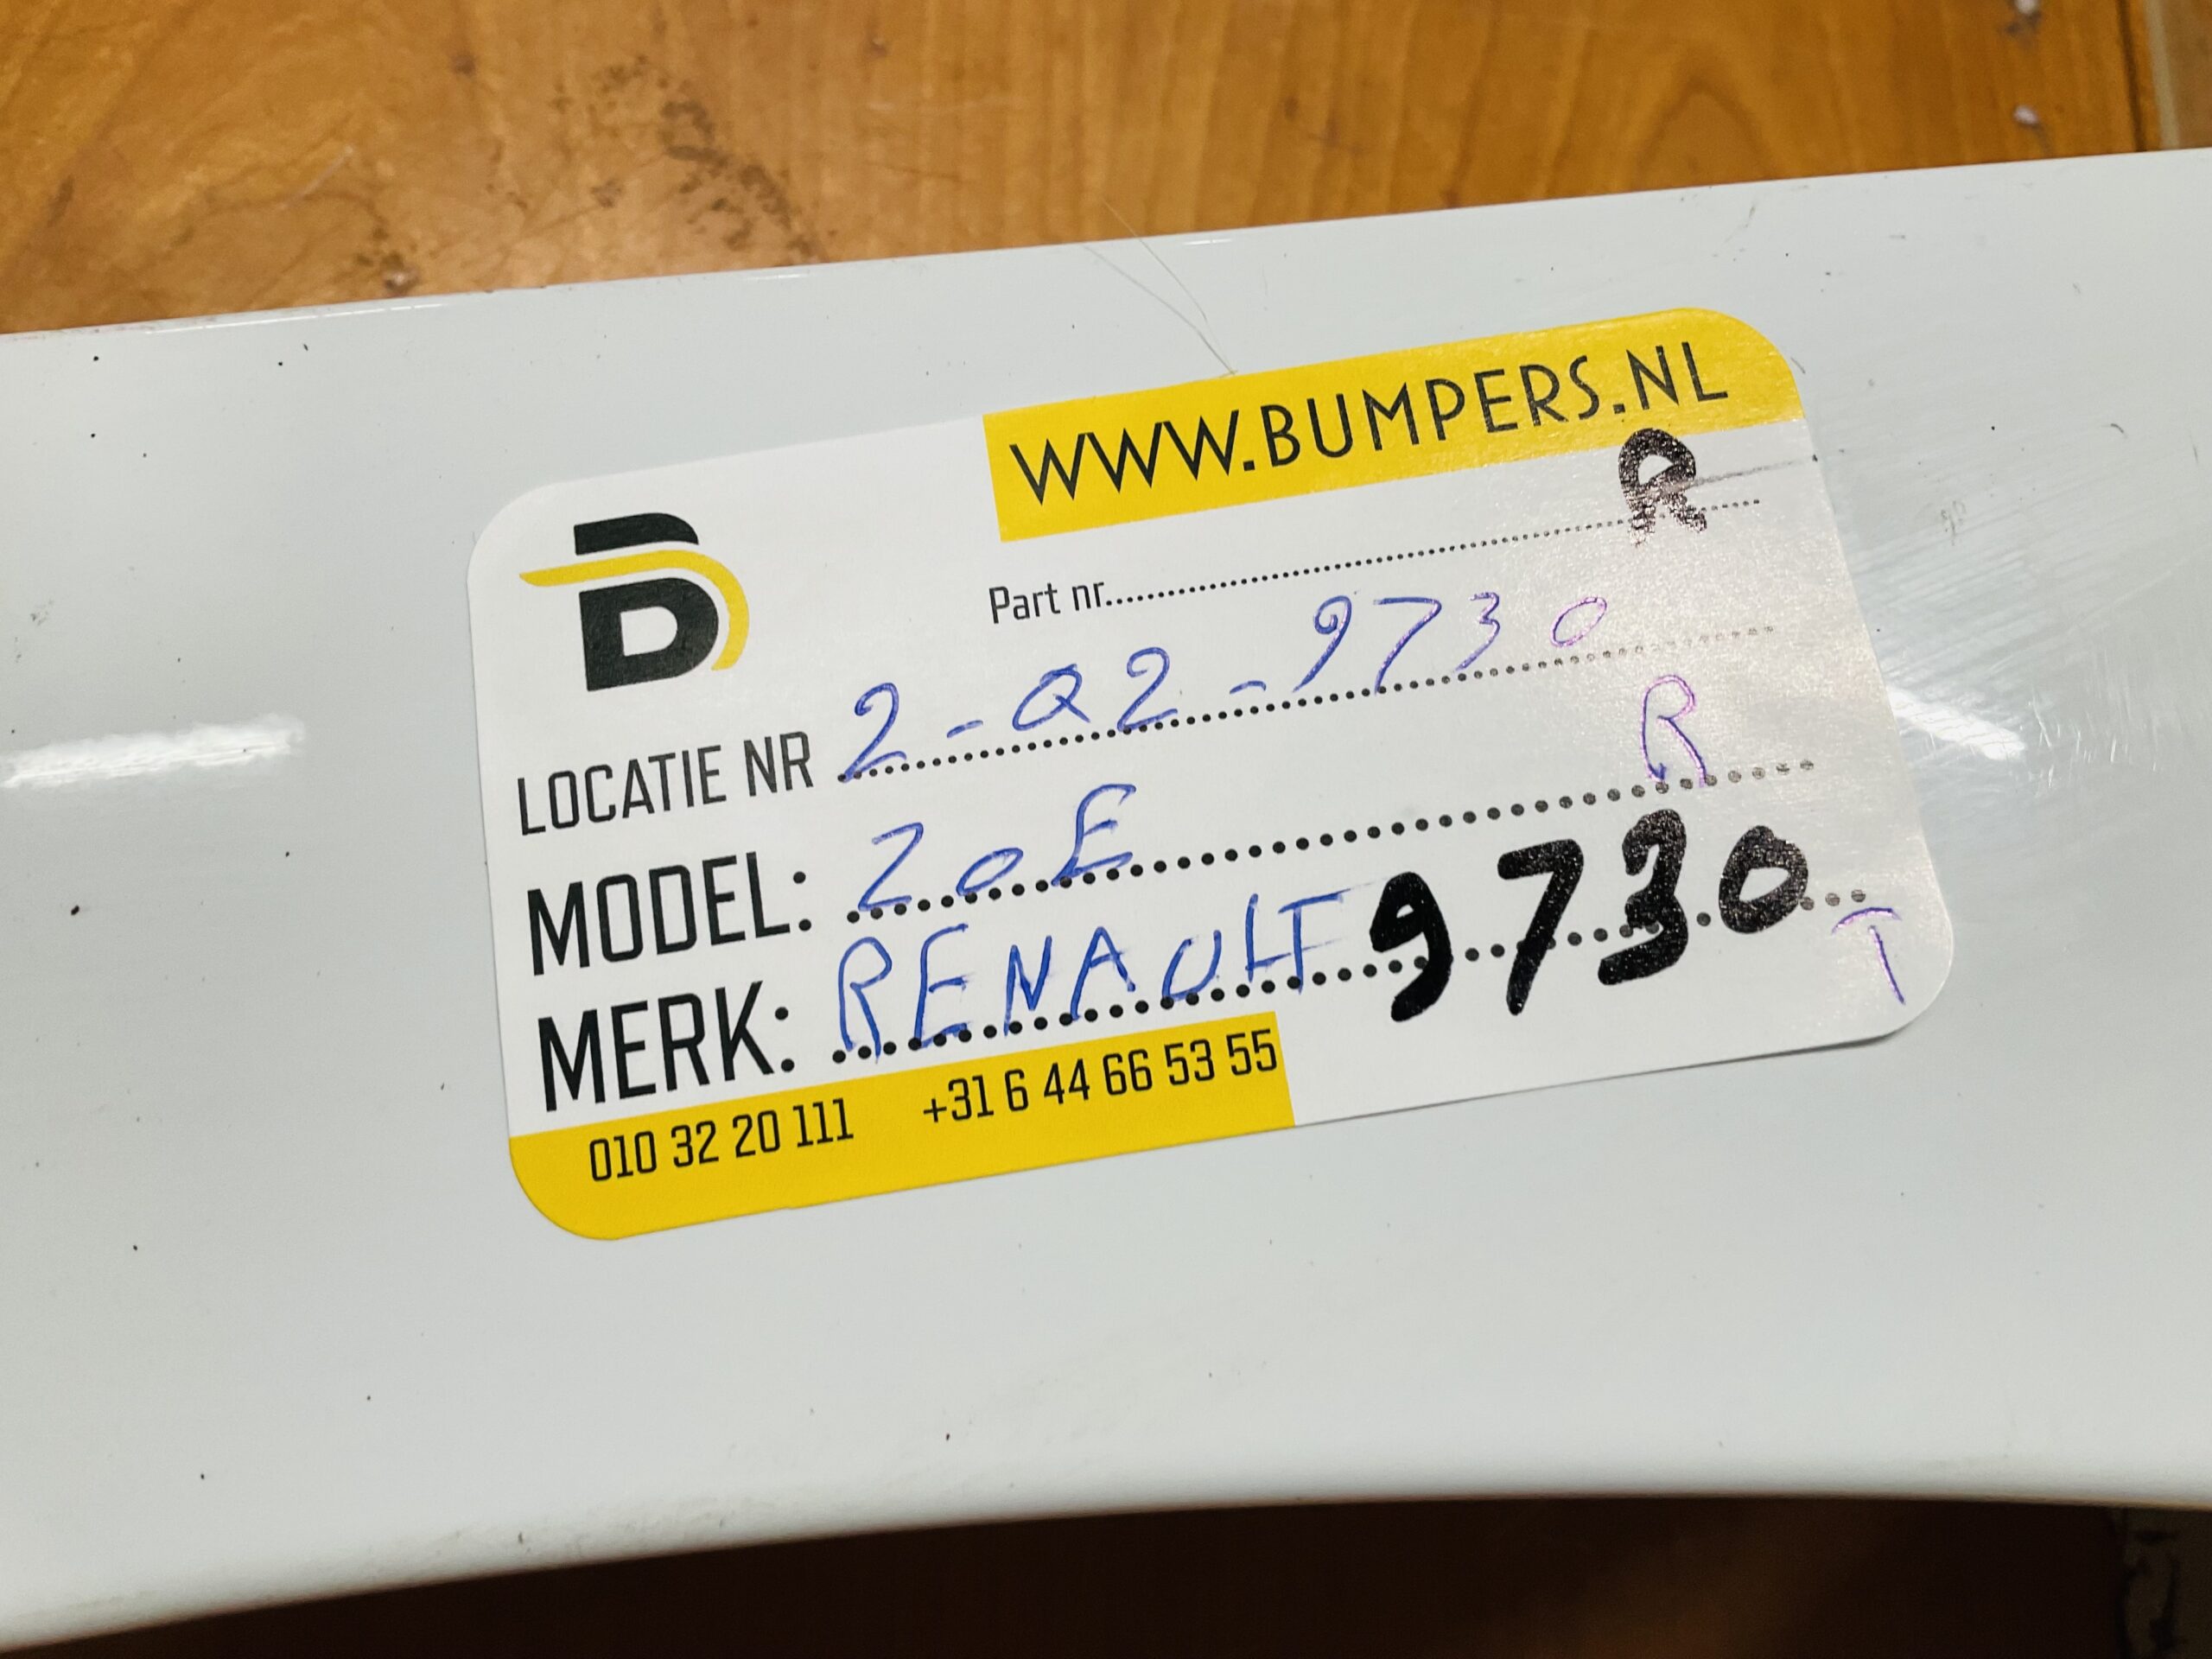 WWW.BUMPERS.NL
B
Part nr. R
LOCATIE NR 2-Q2-9730
R
MODEL: ZOE
MERK: RENAULT 9730
T
010 32 20 111 +31 6 44 66 53 55